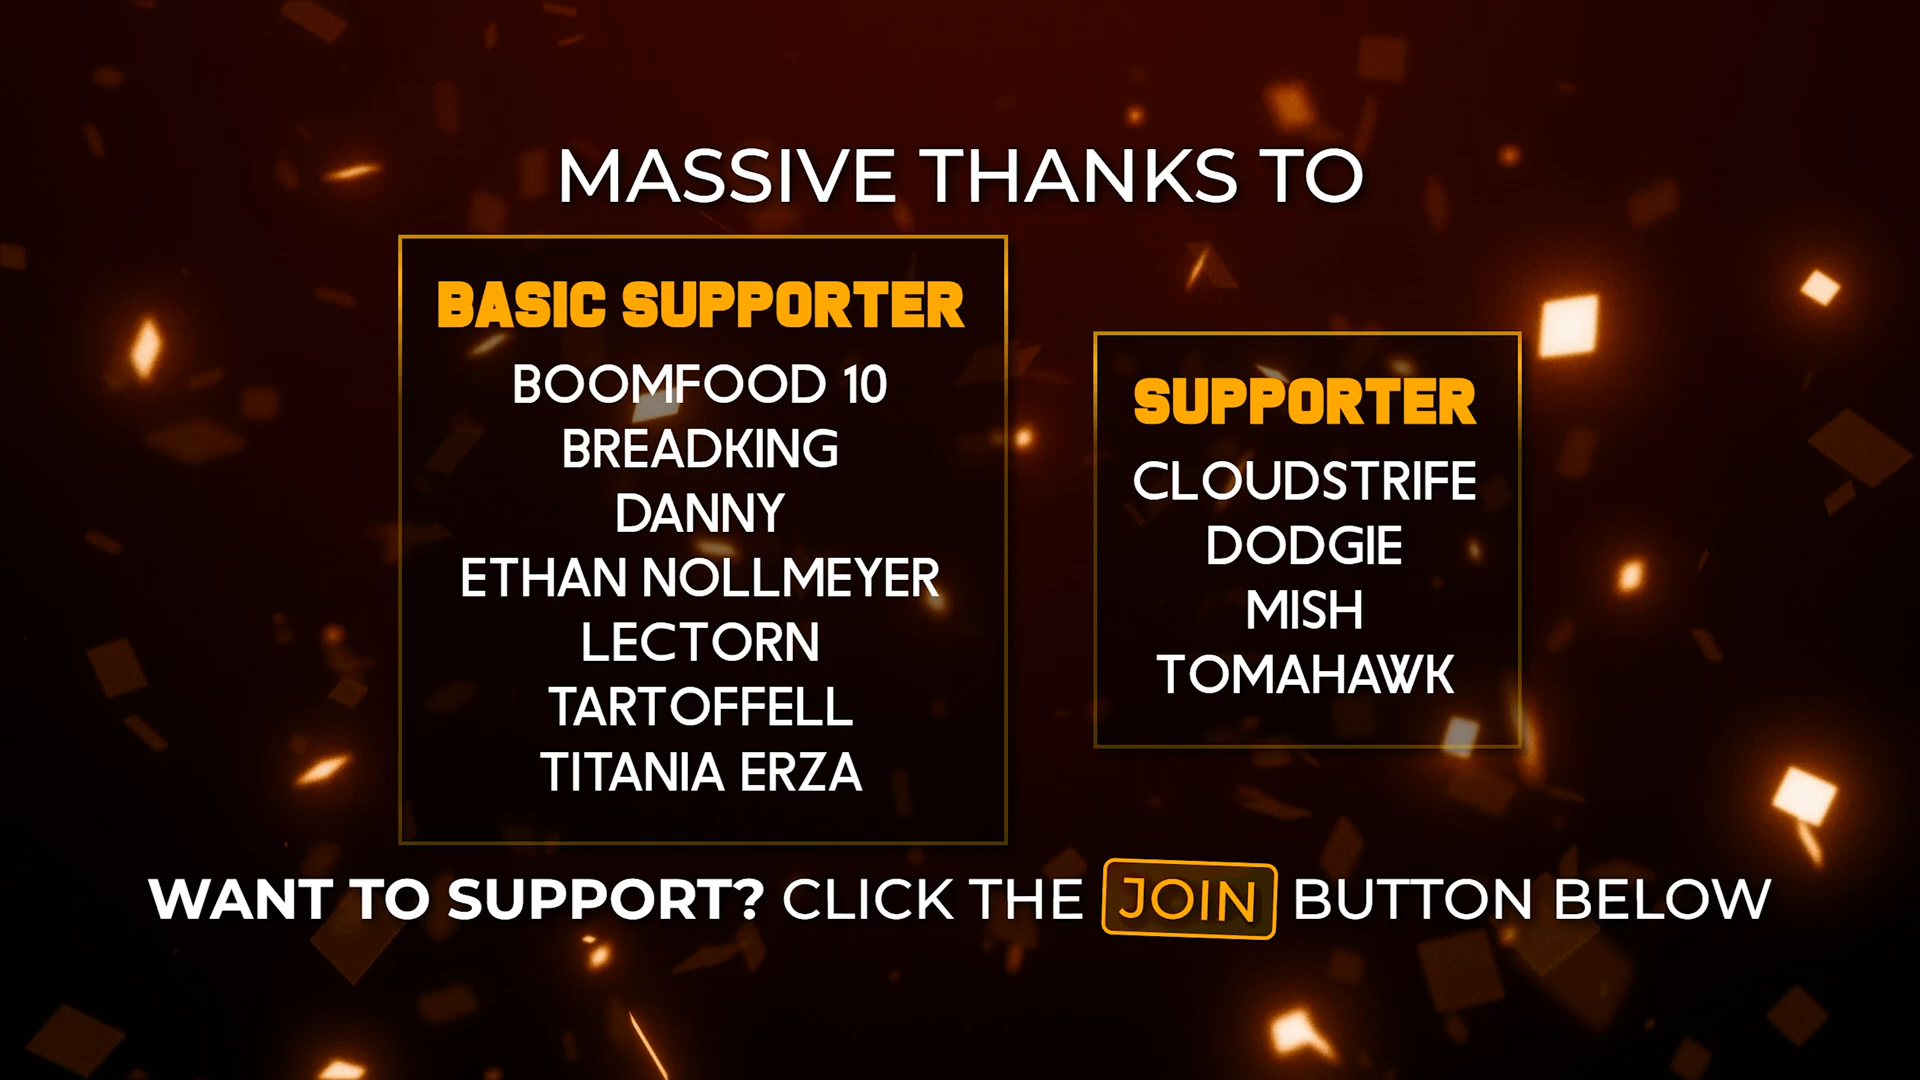 MASSIVE THANKS TO
BASIC SUPPORTER
BOOMFOOD 10
BREADKING
DANNY
ETHAN NOLLMEYER
LECTORN
TARTOFFELL
TITANIA ERZA
SUPPORTER
CLOUDSTRIFE
DODGIE
MISH
TOMAHAWK
WANT TO SUPPORT? CLICK THE JOIN BUTTON BELOW